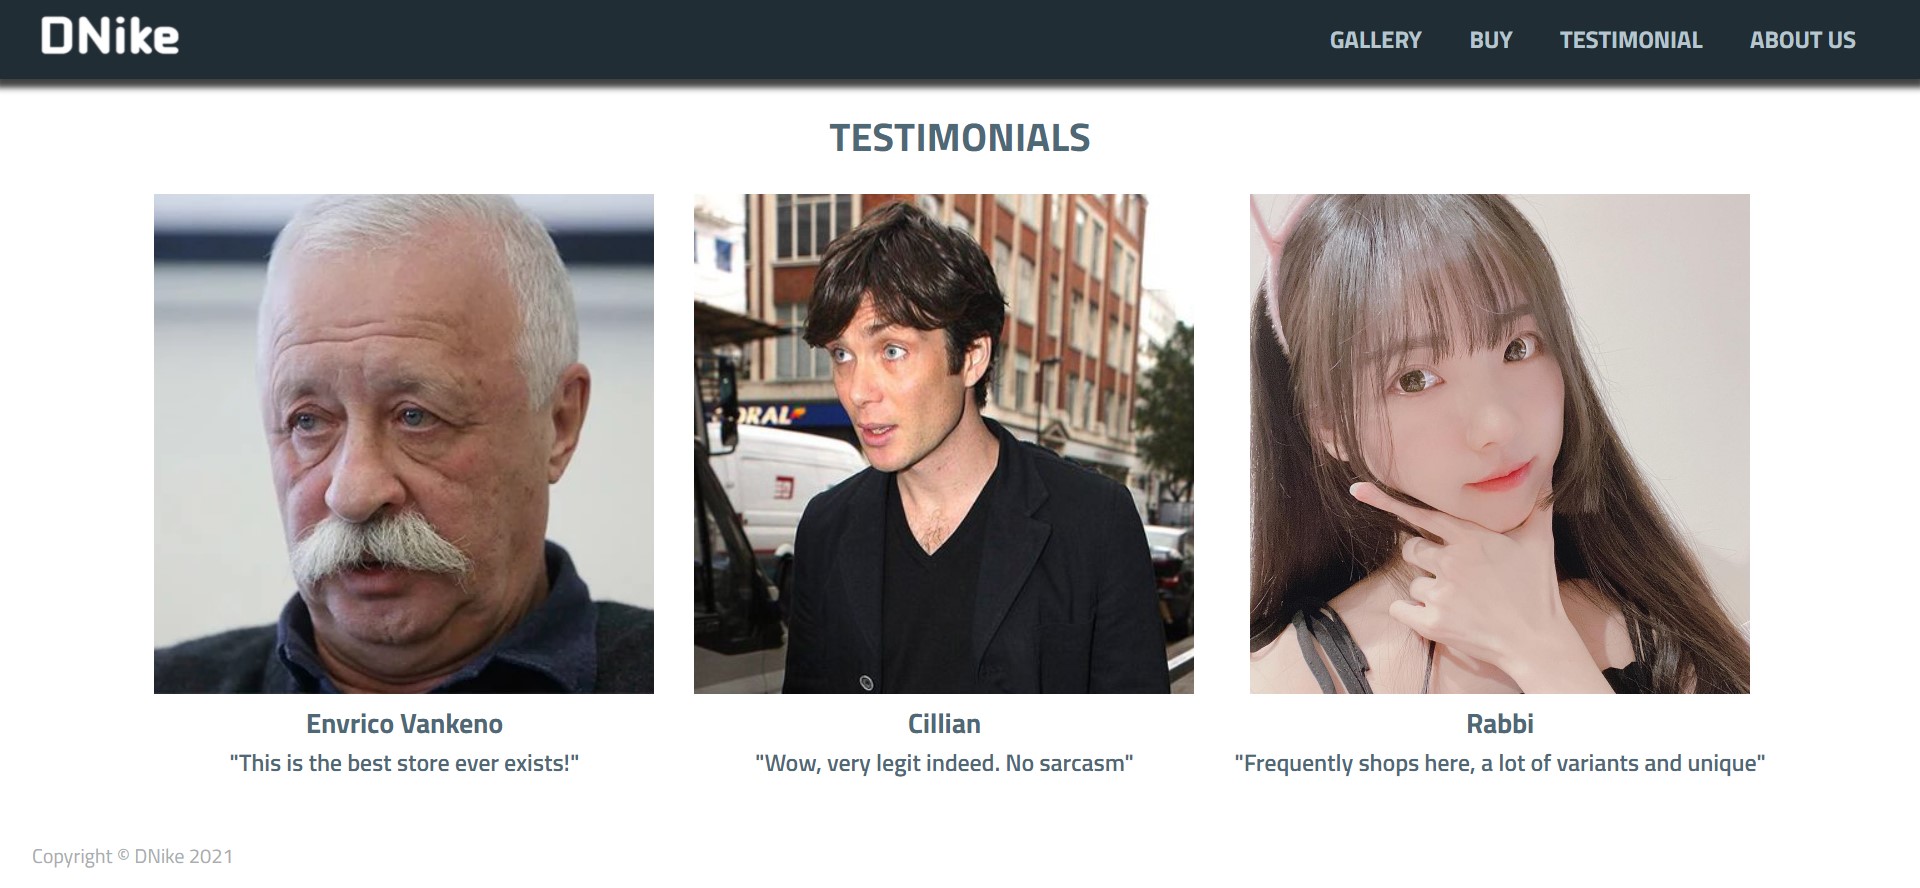 DNike
GALLERY BUY TESTIMONIAL ABOUT US
TESTIMONIALS
ORAL
Envrico Vankeno
"This is the best store ever exists!"
Cillian
"Wow, very legit indeed. No sarcasm"
Rabbi
"Frequently shops here, a lot of variants and unique"
Copyright © DNike 2021